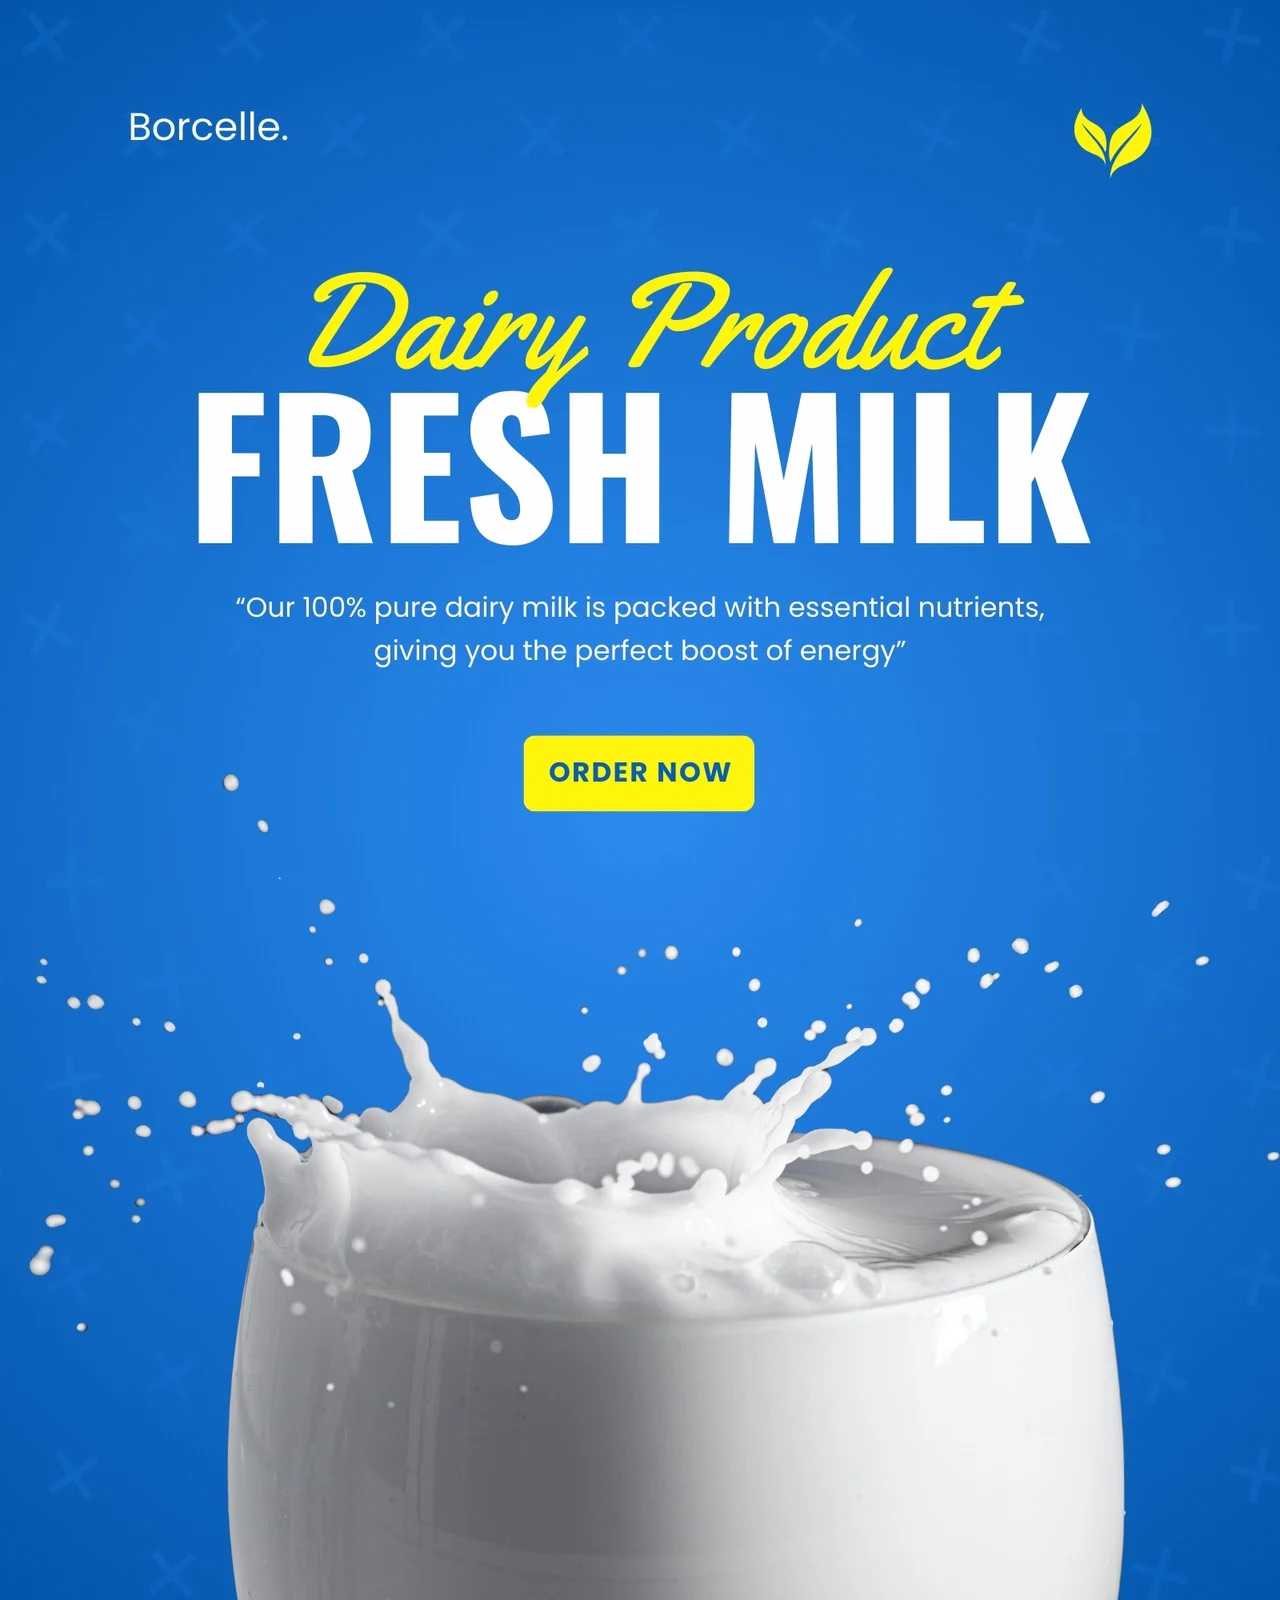 Borcelle.
Dairy Product
FRESH MILK
“Our 100% pure dairy milk is packed with essential nutrients,
giving you the perfect boost of energy”
ORDER NOW